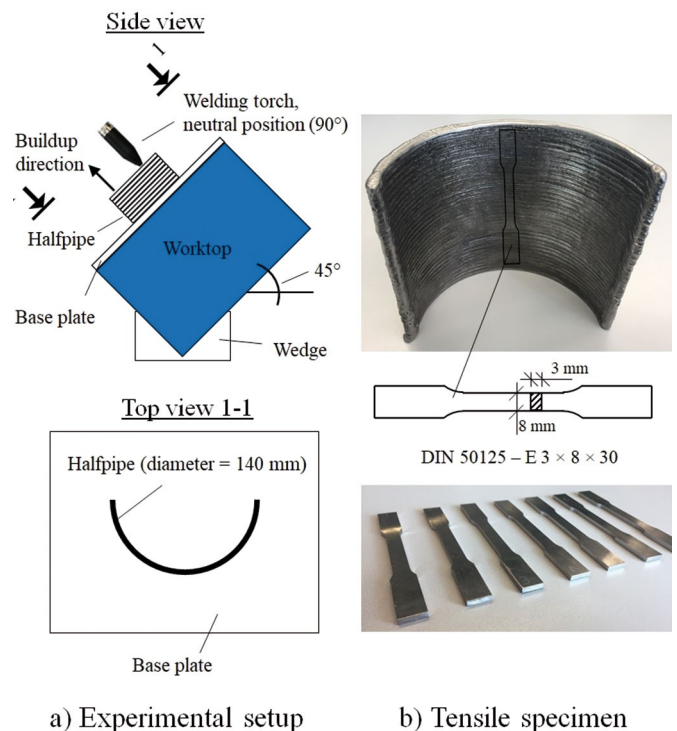 Side view
1
Welding torch,
neutral position (90°)
Buildup
direction
Halfpipe
Worktop
45°
Base plate
Wedge
Top view 1-1
Halfpipe (diameter = 140 mm)
Base plate
a) Experimental setup
3 mm
8 mm
DIN 50125 – E 3 × 8 × 30
b) Tensile specimen